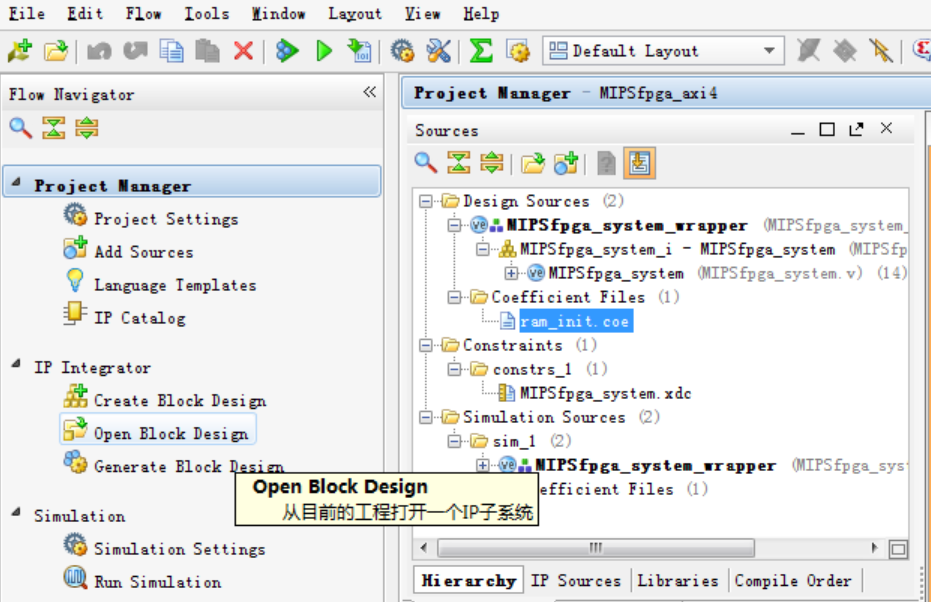 File Edit Flow Tools Window Layout View Help
Default Layout
Flow Navigator
Project Manager
Project Settings
Add Sources
Language Templates
IP Catalog
IP Integrator
Create Block Design
Open Block Design
Generate Block Design
Open Block Design
从目前的工程打开一个IP子系统
Simulation
Simulation Settings
Run Simulation
Project Manager - MIPSfpga_axi4
Sources
Design Sources (2)
MIPSfpga_system_wrapper (MIPSfpga_system_
MIPSfpga_system_i - MIPSfpga_system (MIPSfp
MIPSfpga_system (MIPSfpga_system.v) (14)
Coefficient Files (1)
ram_init.coe
Constraints (1)
constrs_1 (1)
MIPSfpga_system.xdc
Simulation Sources (2)
sim_1 (2)
MIPSfpga_system_wrapper (MIPSfpga_sys
efficient Files (1)
Hierarchy IP Sources Libraries Compile Order